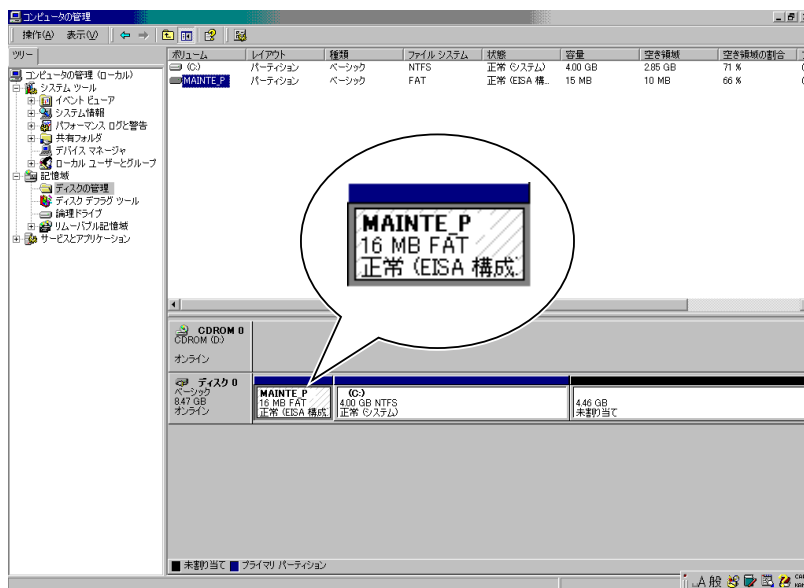 コンピュータの管理
操作(A) 表示(V)
ツリー
コンピュータの管理 (ローカル)
システム ツール
イベント ビューア
システム情報
パフォーマンス ログと警告
共有フォルダ
デバイス マネージャ
ローカル ユーザーとグループ
記憶域
ディスクの管理
ディスク デフラグ ツール
論理ドライブ
リムーバブル記憶域
サービスとアプリケーション
ボリューム レイアウト 種類 ファイル システム 状態 容量 空き領域 空き領域の割合
(C:) パーティション ベーシック NTFS 正常 (システム) 4.00 GB 2.85 GB 71 %
MAINTE_P パーティション ベーシック FAT 正常 (EISA 構... 15 MB 10 MB 66 %
MAINTE_P
16 MB FAT
正常 (EISA 構成
CDROM 0
CDROM (D:)
オンライン
ディスク 0
ベーシック
8.47 GB
オンライン
MAINTE_P
16 MB FAT
正常 (EISA 構成
(C:)
4.00 GB NTFS
正常 (システム)
4.46 GB
未割り当て
未割り当て プライマリ パーティション
A 般